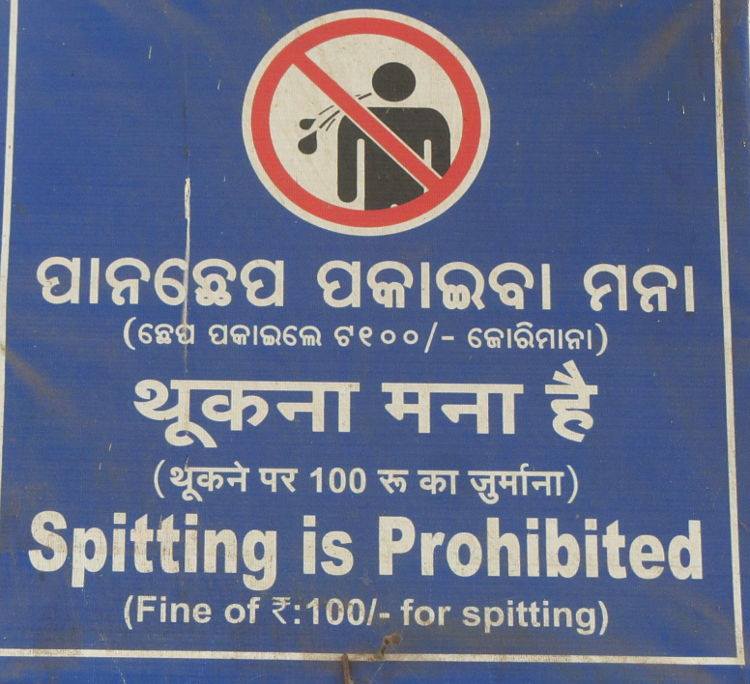 ପାନଛେପ ପକାଇବା ମନା
(ଛେପ ପକାଇଲେ ଟ୧୦୦/- ଜୋରିମାନା)
थूकना मना है
(थूकने पर 100 रू का जुर्माना)
Spitting is Prohibited
(Fine of ₹:100/- for spitting)